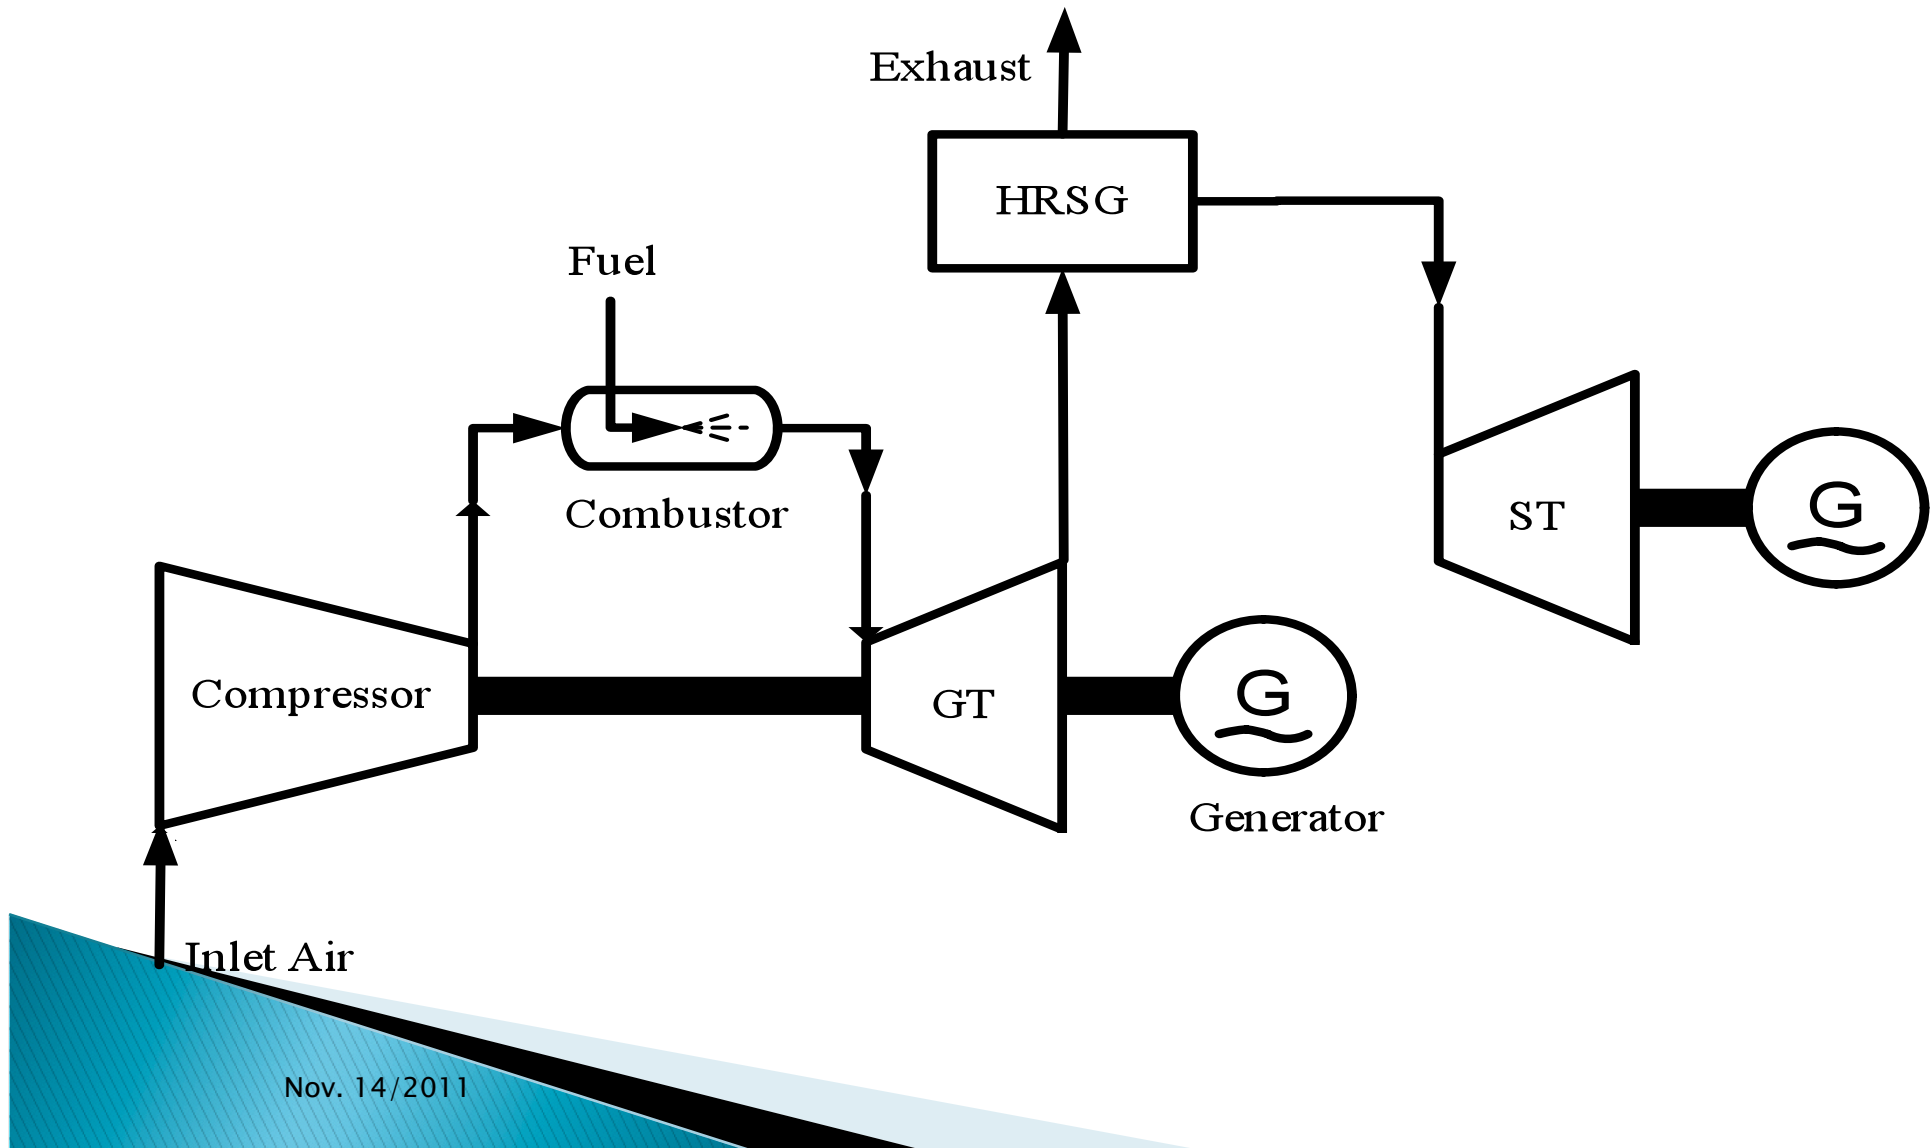 Exhaust
HRSG
Fuel
Combustor
ST
G
Compressor
GT
G
Generator
Inlet Air
Nov. 14/2011